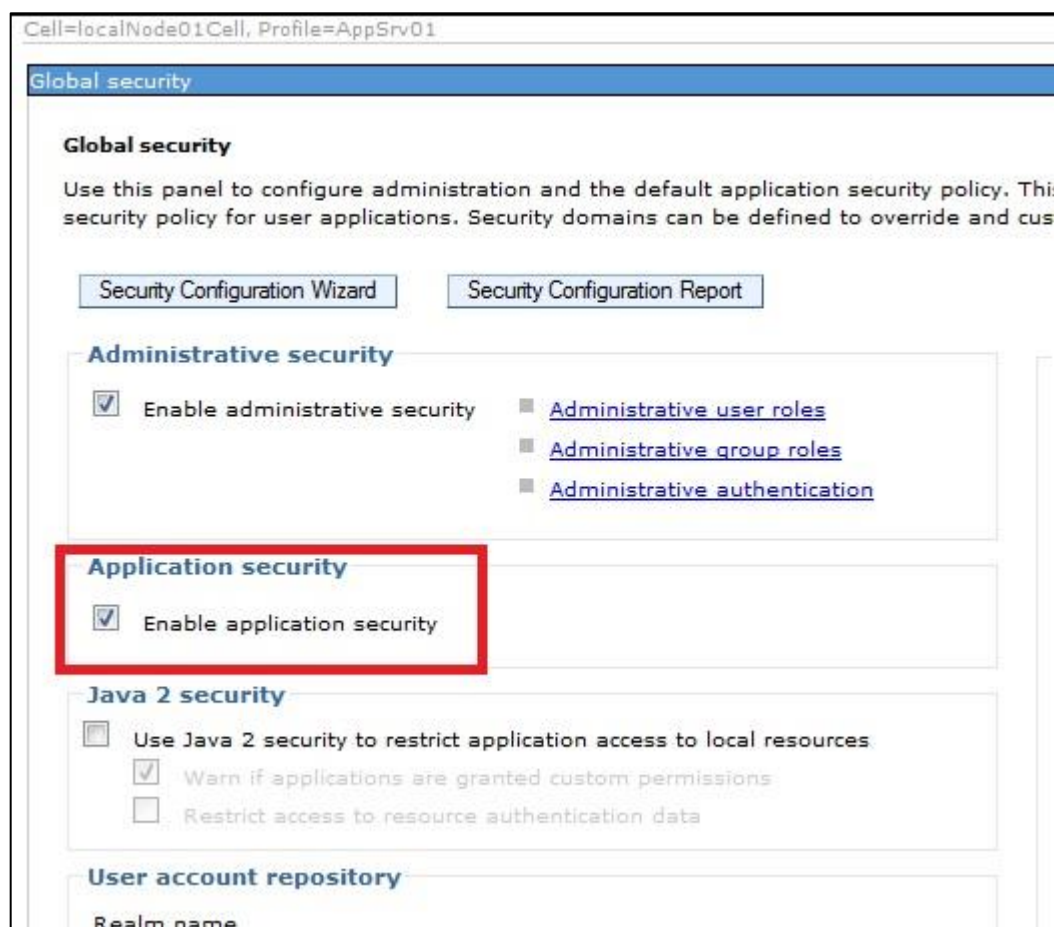 Cell=localNode01Cell, Profile=AppSrv01
Global security
Global security
Use this panel to configure administration and the default application security policy. This
security policy for user applications. Security domains can be defined to override and cus
Security Configuration Wizard
Security Configuration Report
Administrative security
Enable administrative security
Administrative user roles
Administrative group roles
Administrative authentication
Application security
Enable application security
Java 2 security
Use Java 2 security to restrict application access to local resources
Warn if applications are granted custom permissions
Restrict access to resource authentication data
User account repository
Realm name